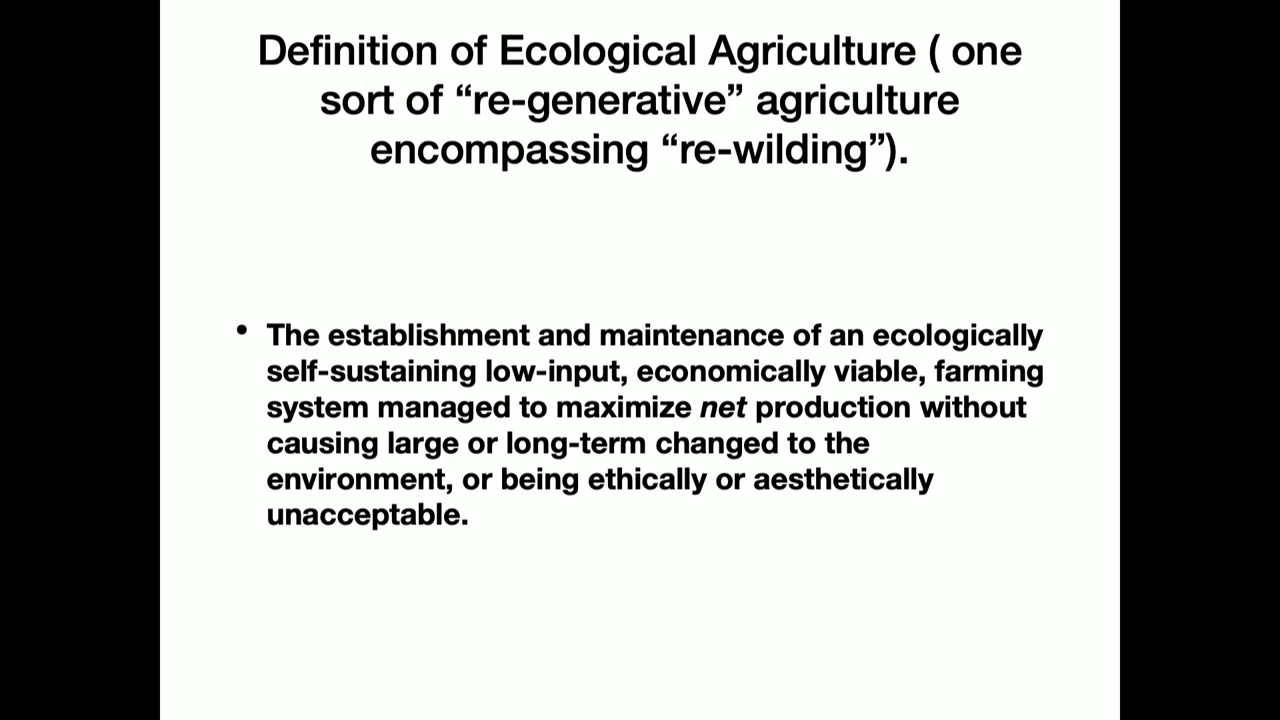 Definition of Ecological Agriculture ( one
sort of “re-generative” agriculture
encompassing “re-wilding”).
• The establishment and maintenance of an ecologically
self-sustaining low-input, economically viable, farming
system managed to maximize net production without
causing large or long-term changed to the
environment, or being ethically or aesthetically
unacceptable.